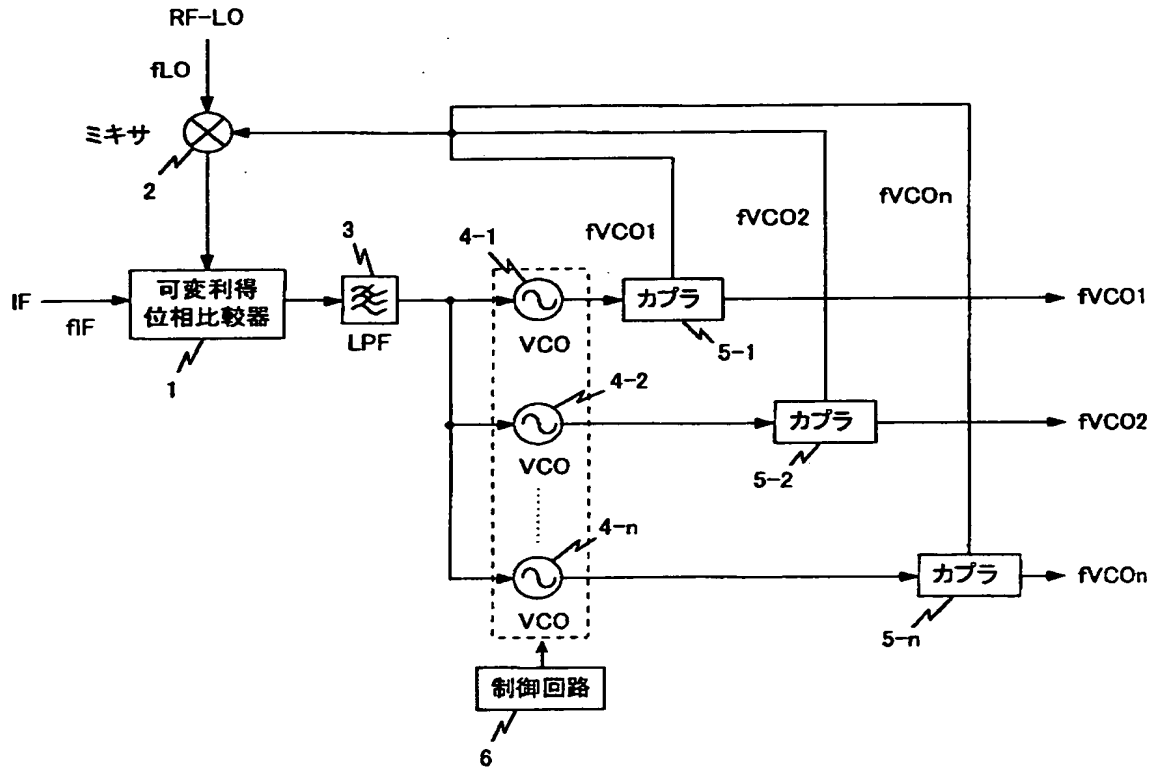 RF-LO
fLO
ミキサ
2
fVCO1
fVCO2
fVCOn
IF
fIF
可変利得
位相比較器
1
3
LPF
4-1
VCO
カプラ
5-1
fVCO1
4-2
VCO
カプラ
5-2
fVCO2
4-n
VCO
カプラ
5-n
fVCOn
制御回路
6